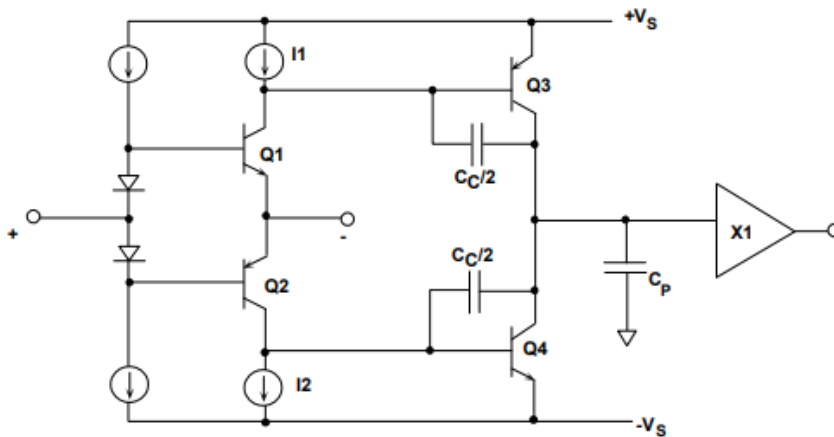 +VS
I1
Q3
Q1
CC/2
+
-
X1
CC/2
Q2
CP
Q4
I2
-VS